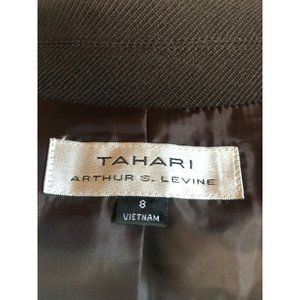 TAHARI
ARTHUR S. LEVINE
8
VIETNAM